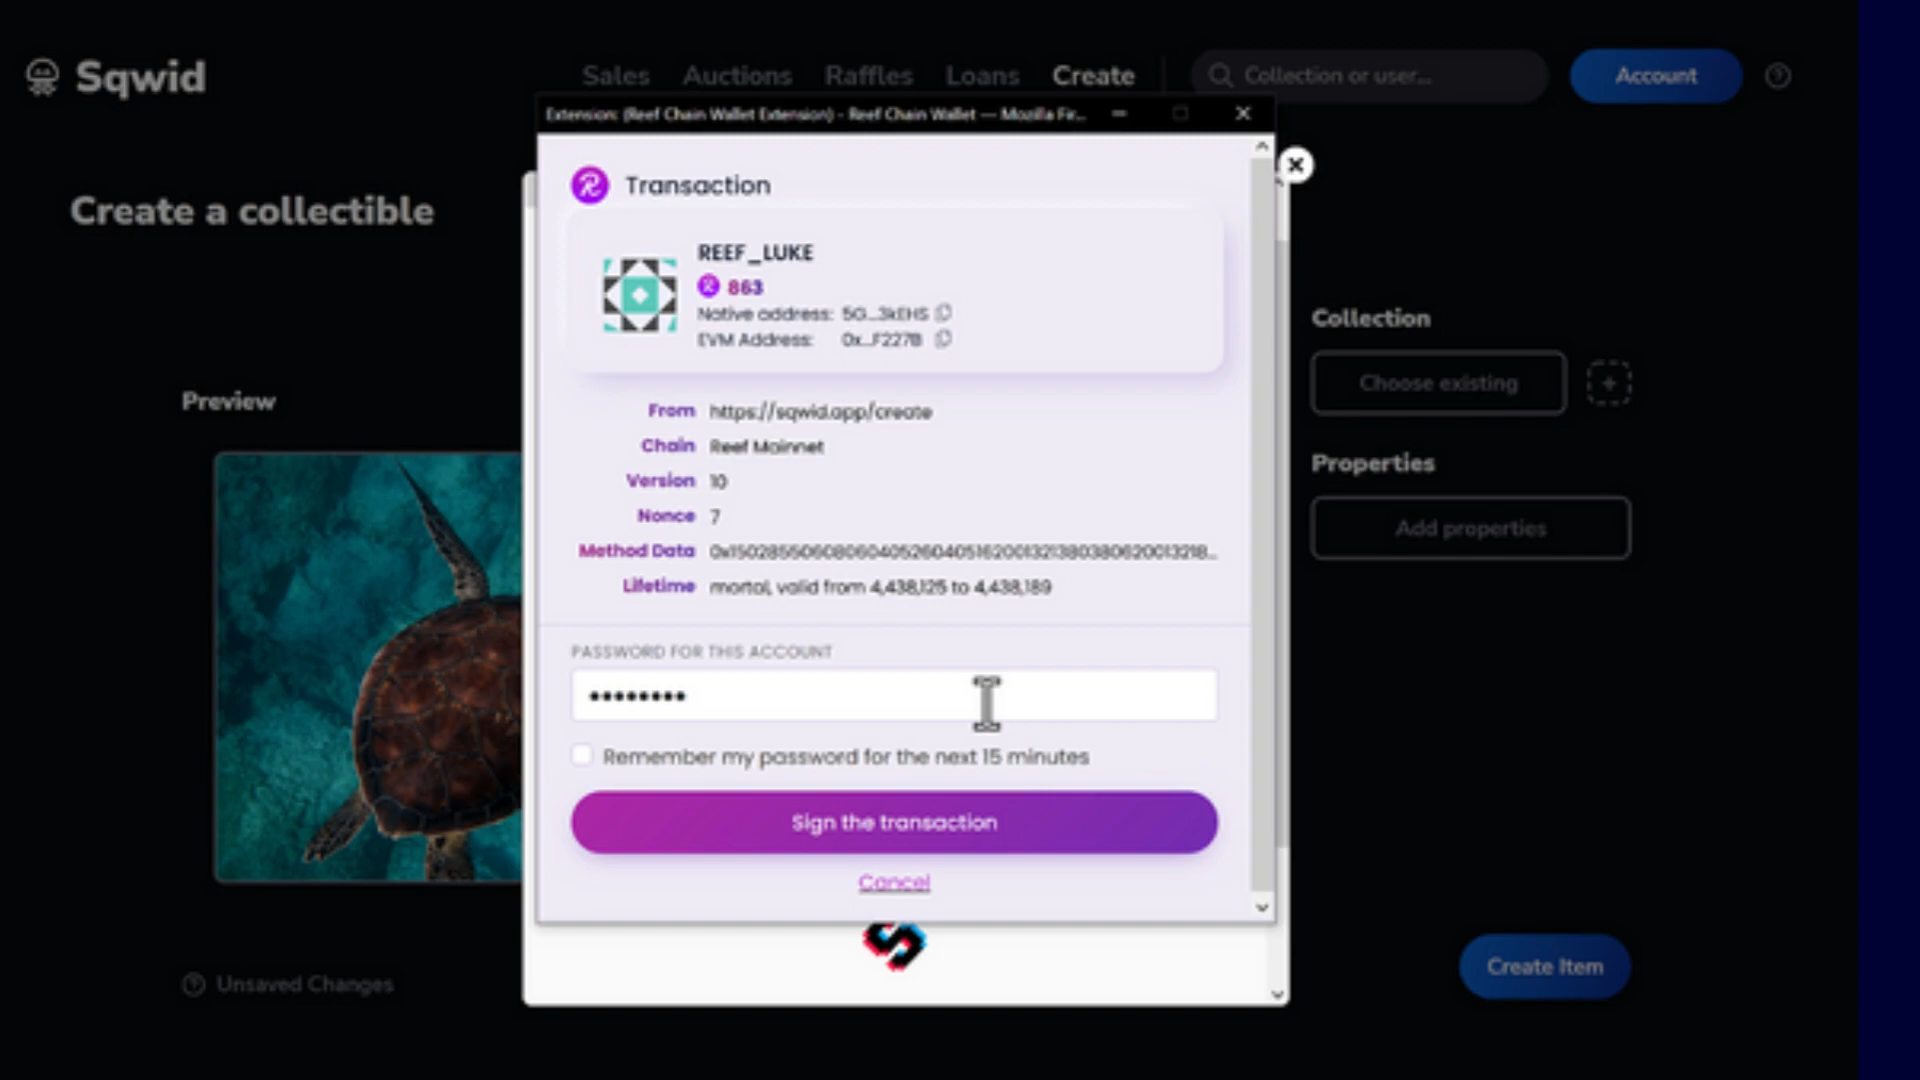 Sqwid
Sales Auctions Raffles Loans Create
Collection or user...
Account
Extension: (Reef Chain Wallet Extension) - Reef Chain Wallet — Mozilla Fir...
Create a collectible
Transaction
REEF_LUKE
863
Native address: 5G...3kEHS
EVM Address: 0x...F227B
From https://sqwid.app/create
Chain Reef Mainnet
Version 10
Nonce 7
Lifetime mortal, valid from 4,438,125 to 4,438,189
Method Data
PASSWORD FOR THIS ACCOUNT
Remember my password for the next 15 minutes
Sign the transaction
Cancel
Preview
Unsaved Changes
Collection
Choose existing
Properties
Add properties
Create Item